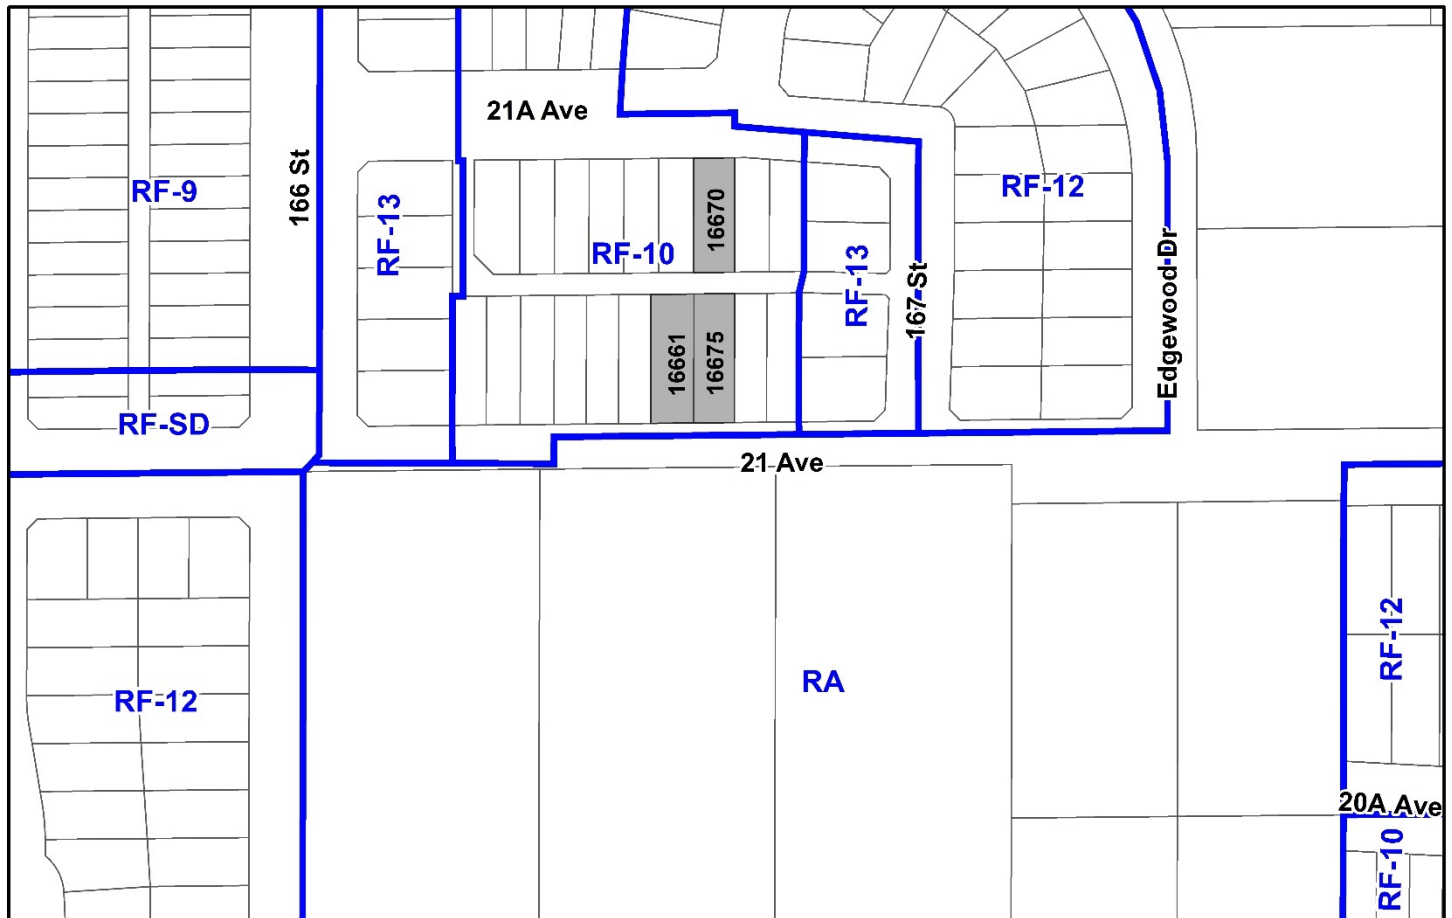 21A Ave
RF-9
166 St
RF-13
RF-10
16670
RF-12
RF-13
167 St
Edgewood Dr
16661
16675
RF-SD
21 Ave
RF-12
RA
RF-12
20A Ave
RF-10